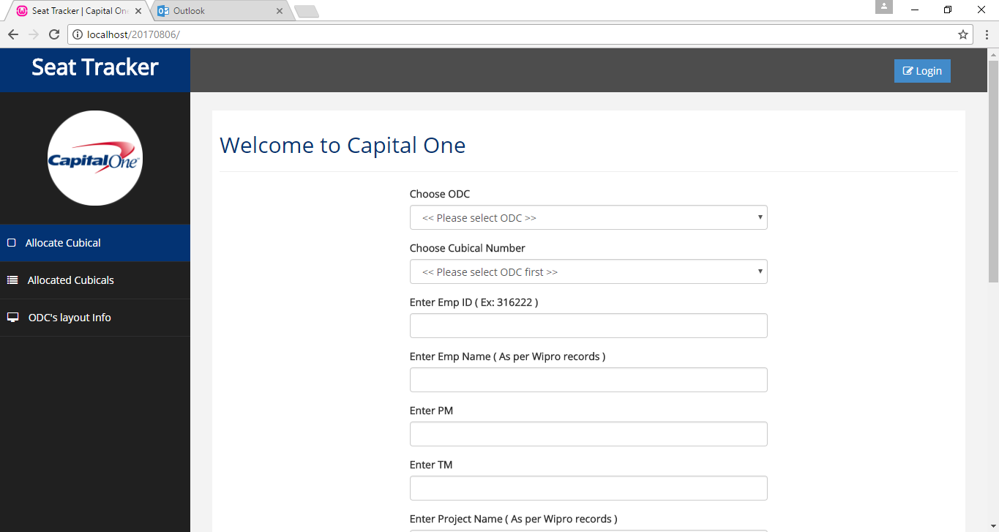 Seat Tracker | Capital One
Outlook
localhost/20170806/
Seat Tracker
Login
CapitalOne
Welcome to Capital One
Allocate Cubical
Allocated Cubicals
ODC's layout Info
Choose ODC
<< Please select ODC >>
Choose Cubical Number
<< Please select ODC first >>
Enter Emp ID ( Ex: 316222 )
Enter Emp Name ( As per Wipro records )
Enter PM
Enter TM
Enter Project Name ( As per Wipro records )